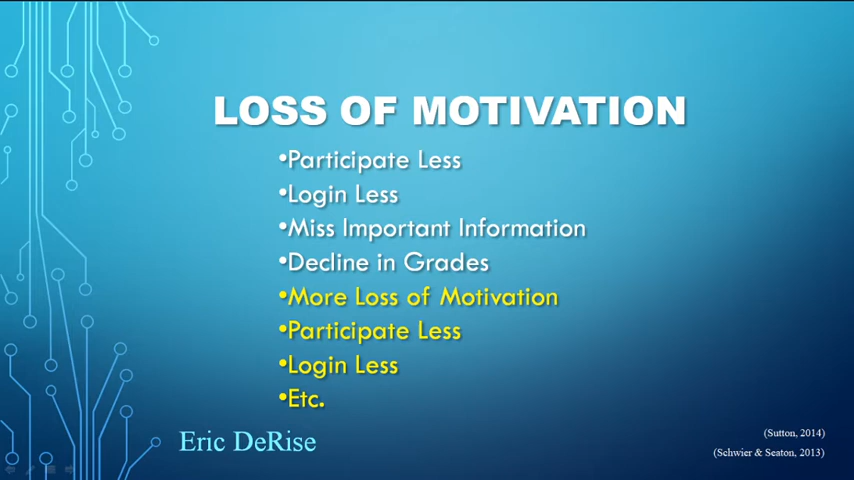 LOSS OF MOTIVATION
•Participate Less
•Login Less
•Miss Important Information
•Decline in Grades
•More Loss of Motivation
•Participate Less
•Login Less
•Etc.
Eric DeRise
(Sutton, 2014)
(Schwier & Seaton, 2013)